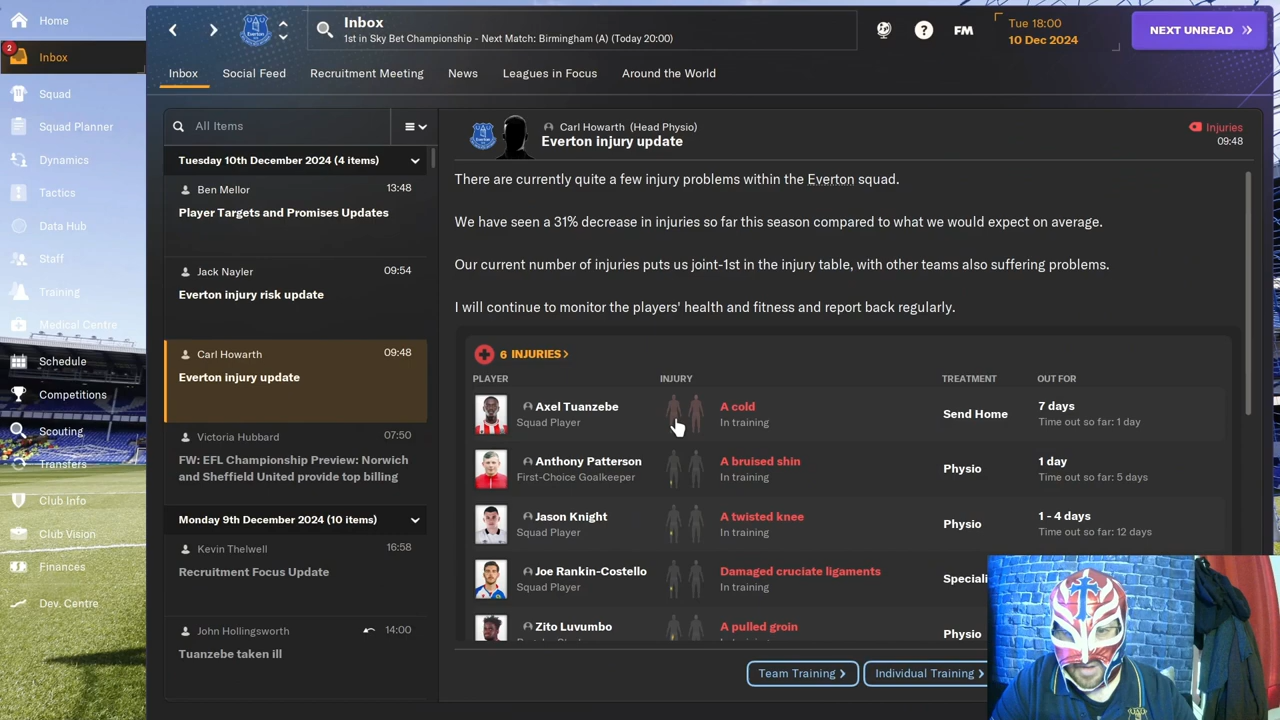 Home
2
Inbox
Squad
Squad Planner
Dynamics
Tactics
Data Hub
Staff
Training
Medical Centre
Schedule
Competitions
Scouting
Transfers
Club Info
Club Vision
Finances
Dev. Centre
Inbox
1st in Sky Bet Championship - Next Match: Birmingham (A) (Today 20:00)
?
FM
Tue 18:00
10 Dec 2024
NEXT UNREAD
Inbox Social Feed Recruitment Meeting News Leagues in Focus Around the World
All Items
Tuesday 10th December 2024 (4 items)
Ben Mellor 13:48
Player Targets and Promises Updates
Jack Nayler 09:54
Everton injury risk update
Carl Howarth 09:48
Everton injury update
Victoria Hubbard 07:50
FW: EFL Championship Preview: Norwich
and Sheffield United provide top billing
Monday 9th December 2024 (10 items)
Kevin Thelwell 16:58
Recruitment Focus Update
John Hollingsworth 14:00
Tuanzebe taken ill
Carl Howarth (Head Physio)
Everton injury update
Injuries
09:48
There are currently quite a few injury problems within the Everton squad.
We have seen a 31% decrease in injuries so far this season compared to what we would expect on average.
Our current number of injuries puts us joint-1st in the injury table, with other teams also suffering problems.
I will continue to monitor the players' health and fitness and report back regularly.
6 INJURIES>
PLAYER INJURY TREATMENT OUT FOR
Axel Tuanzebe A cold Send Home 7 days
Squad Player In training Time out so far: 1 day
Anthony Patterson A bruised shin Physio 1 day
First-Choice Goalkeeper In training Time out so far: 5 days
Jason Knight A twisted knee Physio 1 - 4 days
Squad Player In training Time out so far: 12 days
Joe Rankin-Costello Damaged cruciate ligaments Speciali
Squad Player In training
Zito Luvumbo A pulled groin Physio
Team Training > Individual Training >